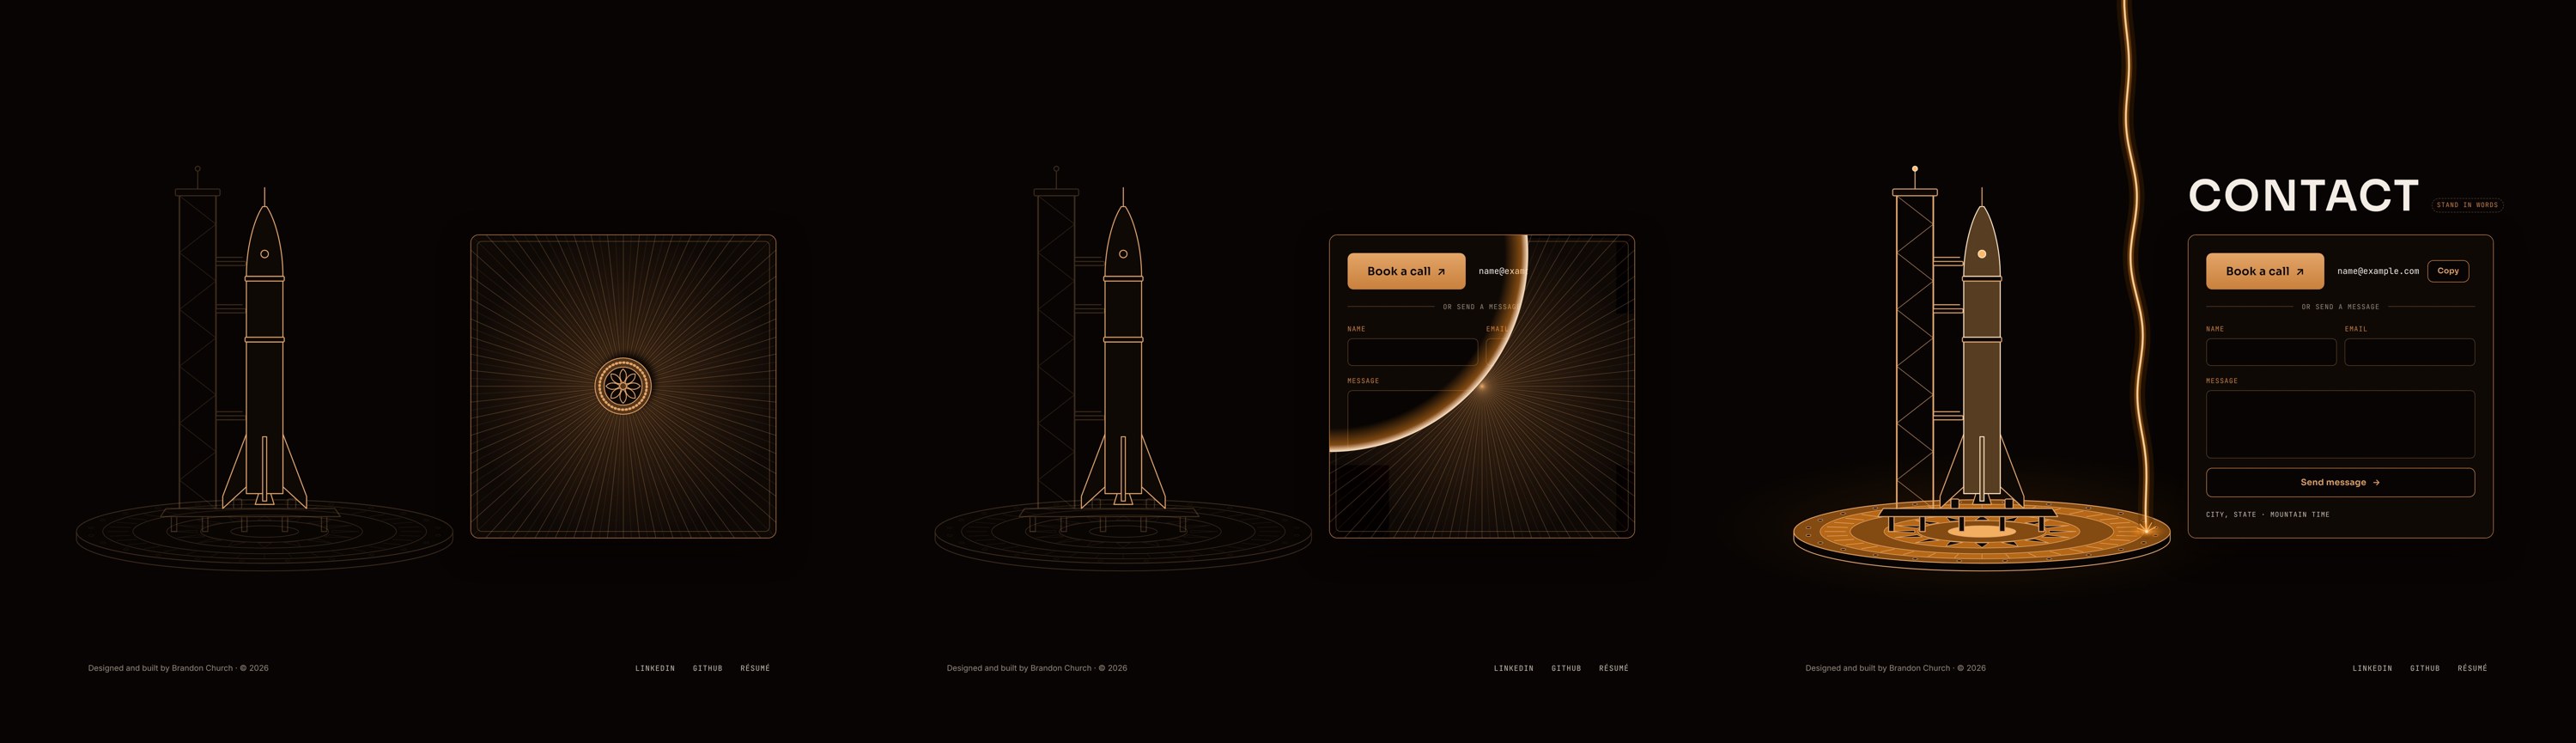 Designed and built by Brandon Church · © 2026
LINKEDIN GITHUB RÉSUMÉ
Book a call ↗ name@exam
OR SEND A MESSAGE
NAME EMAIL
MESSAGE
Designed and built by Brandon Church · © 2026
LINKEDIN GITHUB RÉSUMÉ
CONTACT STAND IN WORDS
Book a call ↗ name@example.com Copy
OR SEND A MESSAGE
NAME EMAIL
MESSAGE
Send message →
CITY, STATE · MOUNTAIN TIME
Designed and built by Brandon Church · © 2026
LINKEDIN GITHUB RÉSUMÉ